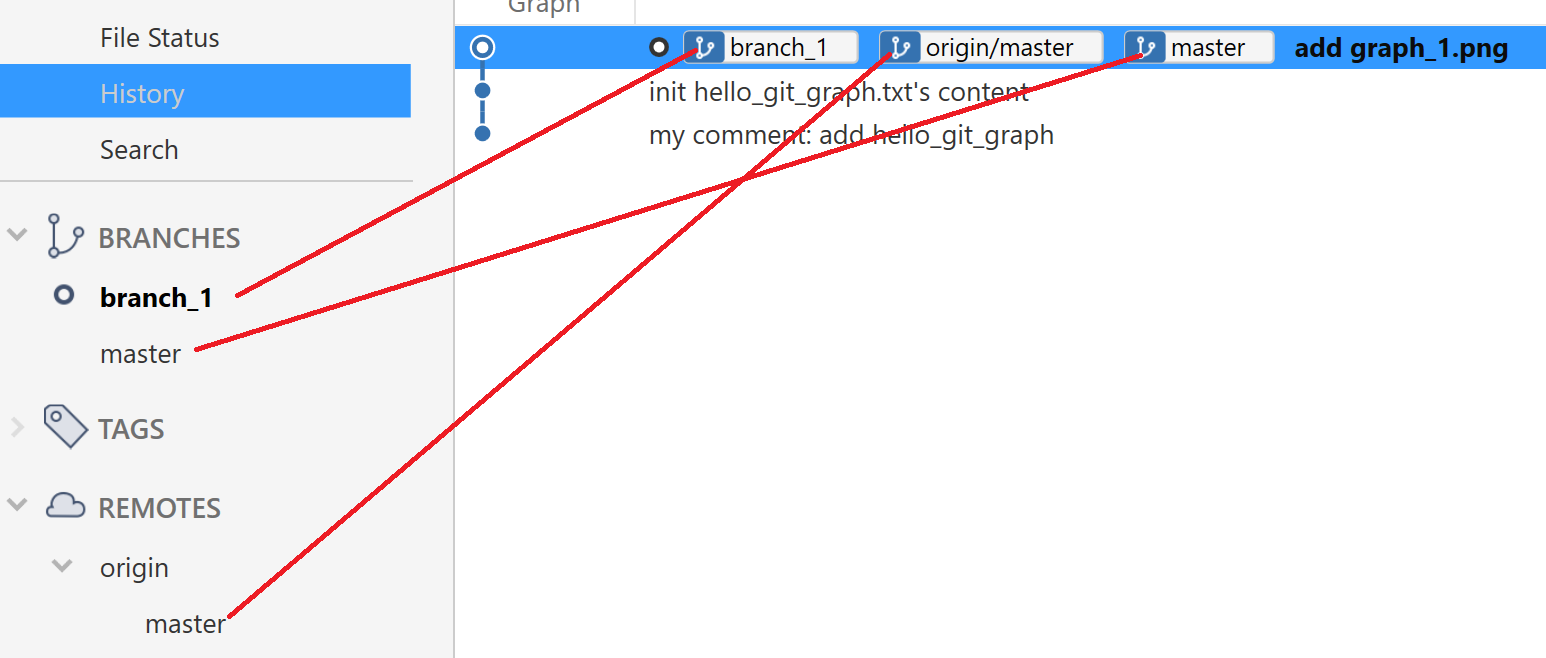 File Status
History
Search
BRANCHES
branch_1
master
TAGS
REMOTES
origin
master
Graph
branch_1 origin/master master add graph_1.png
init hello_git_graph.txt's content
my comment: add hello_git_graph